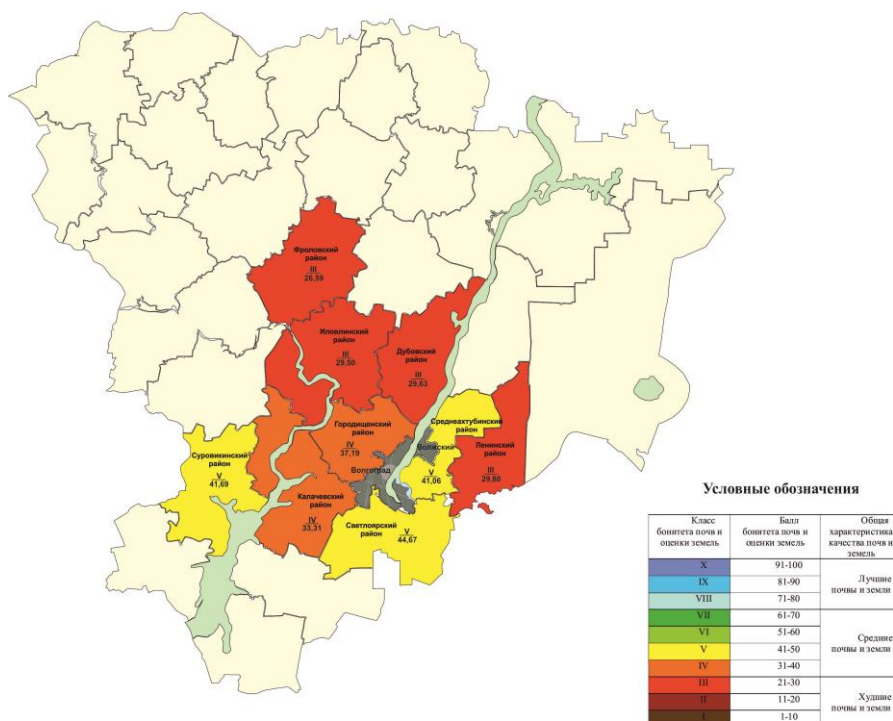 Фроловский
район
III
26,59
Иловлинский
район
III
29,50
Дубовский
район
III
29,63
Городищенский
район
IV
37,19
Среднеахтубинский
район
Волжский
V
41,06
Ленинский
район
III
29,80
Волгоград
Суровикинский
район
V
41,69
Калачевский
район
IV
33,31
Светлоярский
район
V
44,67
Условные обозначения
Класс бонитета почв и оценки земель
Балл бонитета почв и оценки земель
Общая характеристика качества почв и земель
X 91-100
IX 81-90
VIII 71-80
Лучшие почвы и земли
VII 61-70
VI 51-60
V 41-50
IV 31-40
Средние почвы и земли
III 21-30
II 11-20
I 1-10
Худшие почвы и земли